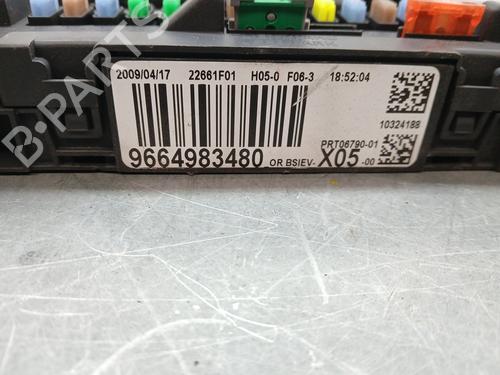 2009/04/17 22661F01 H05-0 F06-3 18:52:04
10324188
PRT06790-01
9664983480 OR BSIEV- X05 -00
B-PARTS